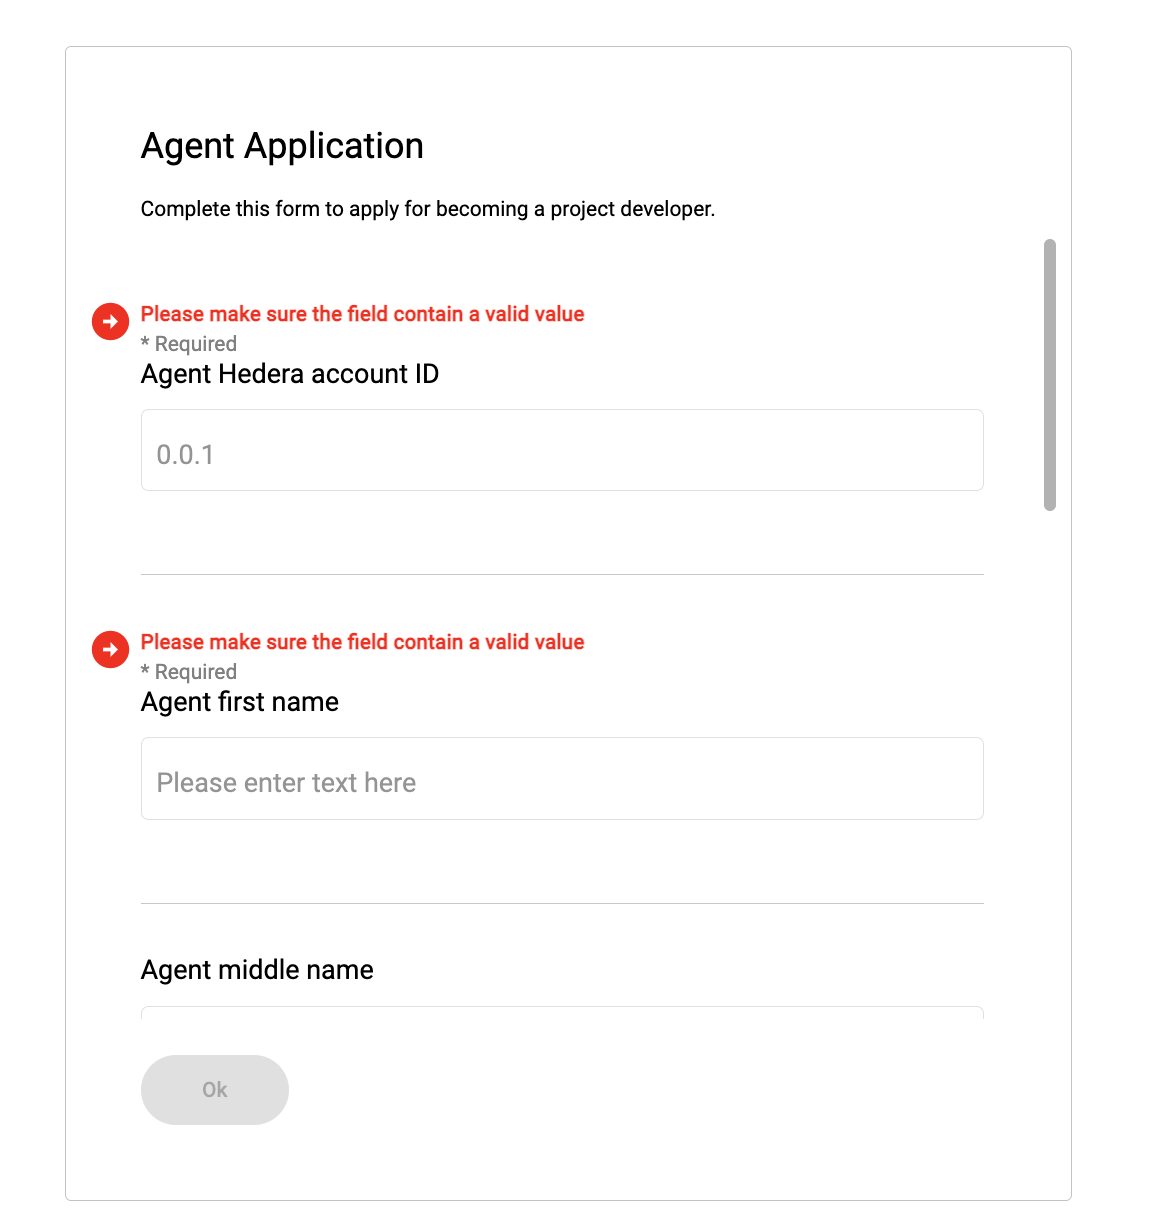 Agent Application
Complete this form to apply for becoming a project developer.
Please make sure the field contain a valid value
* Required
Agent Hedera account ID
0.0.1
Please make sure the field contain a valid value
* Required
Agent first name
Please enter text here
Agent middle name
Ok